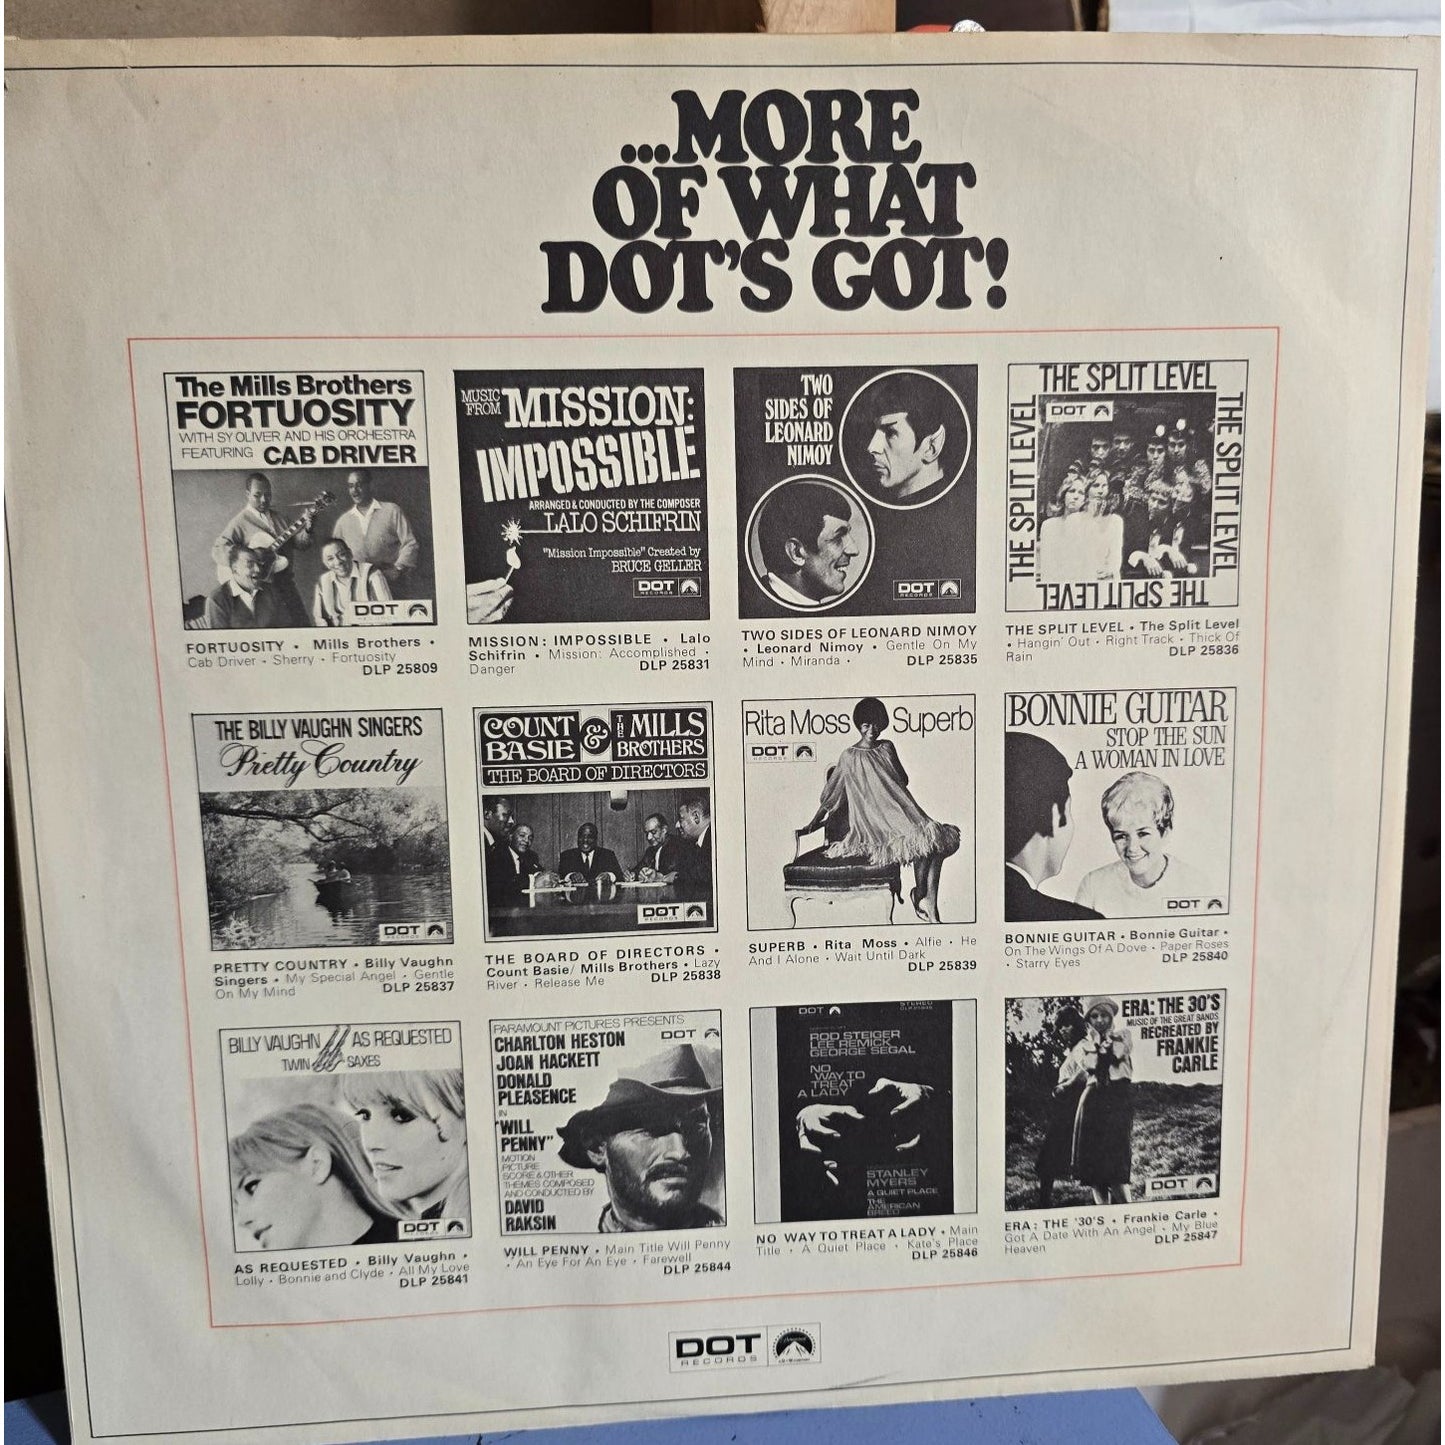 ...MORE
OF WHAT
DOT'S GOT!
The Mills Brothers
FORTUOSITY
WITH SY OLIVER AND HIS ORCHESTRA
FEATURING CAB DRIVER
DOT
FORTUOSITY • Mills Brothers •
Cab Driver • Sherry • Fortuosity
DLP 25809
MUSIC
FROM MISSION:
IMPOSSIBLE
ARRANGED & CONDUCTED BY THE COMPOSER
LALO SCHIFRIN
"Mission Impossible" Created by
BRUCE GELLER
DOT
RECORDS
MISSION: IMPOSSIBLE • Lalo
Schifrin • Mission: Accomplished •
Danger DLP 25831
TWO
SIDES OF
LEONARD
NIMOY
DOT
RECORDS
TWO SIDES OF LEONARD NIMOY
• Leonard Nimoy • Gentle On My
Mind • Miranda • DLP 25835
THE SPLIT LEVEL
THE SPLIT LEVEL
THE SPLIT LEVEL
THE SPLIT LEVEL
DOT
THE SPLIT LEVEL • The Split Level
• Hangin' Out • Right Track • Thick Of
Rain DLP 25836
THE BILLY VAUGHN SINGERS
Pretty Country
DOT
RECORDS
PRETTY COUNTRY • Billy Vaughn
Singers • My Special Angel • Gentle
On My Mind DLP 25837
COUNT
BASIE & THE MILLS
BROTHERS
THE BOARD OF DIRECTORS
DOT
RECORDS
THE BOARD OF DIRECTORS •
Count Basie/ Mills Brothers • Lazy
River • Release Me DLP 25838
Rita Moss Superb
DOT
RECORDS
SUPERB • Rita Moss • Alfie • He
And I Alone • Wait Until Dark
DLP 25839
BONNIE GUITAR
STOP THE SUN
A WOMAN IN LOVE
DOT
BONNIE GUITAR • Bonnie Guitar •
On The Wings Of A Dove • Paper Roses
• Starry Eyes DLP 25840
BILLY VAUGHN AS REQUESTED
TWIN SAXES
DOT
RECORDS
AS REQUESTED • Billy Vaughn •
Lolly • Bonnie and Clyde • All My Love
DLP 25841
PARAMOUNT PICTURES PRESENTS
CHARLTON HESTON
DOT
JOAN HACKETT
DONALD
PLEASENCE
IN
"WILL
PENNY"
MOTION
PICTURE
SCORE & OTHER
THEMES COMPOSED
AND CONDUCTED BY
DAVID
RAKSIN
WILL PENNY • Main Title Will Penny
• An Eye For An Eye • Farewell
DLP 25844
DOT
STEREO
ROD STEIGER
LEE REMICK
GEORGE SEGAL
NO
WAY TO
TREAT
A LADY
STANLEY
MYERS
A QUIET PLACE
THE
AMERICAN
BREED
NO WAY TO TREAT A LADY • Main
Title • A Quiet Place • Kate's Place
DLP 25846
ERA: THE 30'S
MUSIC OF THE GREAT BANDS
RECREATED BY
FRANKIE
CARLE
DOT
RECORDS
ERA: THE '30'S • Frankie Carle •
Got A Date With An Angel • My Blue
Heaven DLP 25847
DOT
RECORDS
Paramount